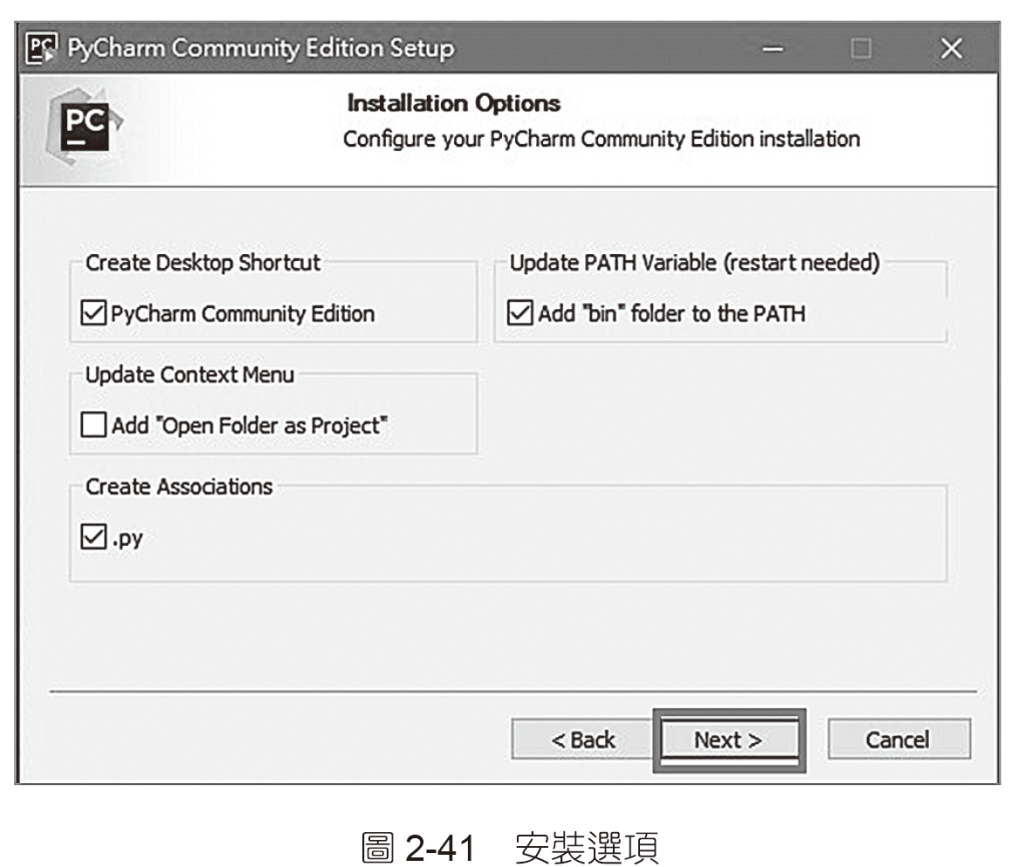 PC PyCharm Community Edition Setup
PC
Installation Options
Configure your PyCharm Community Edition installation
Create Desktop Shortcut
PyCharm Community Edition
Update PATH Variable (restart needed)
Add "bin" folder to the PATH
Update Context Menu
Add "Open Folder as Project"
Create Associations
.py
< Back Next > Cancel
圖 2-41 安裝選項